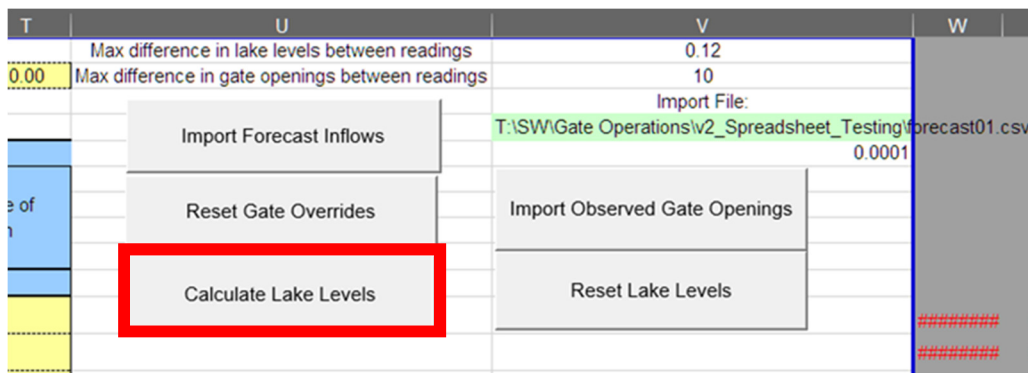 T U V W
Max difference in lake levels between readings 0.12
0.00 Max difference in gate openings between readings 10
Import File:
Import Forecast Inflows
T:\SW\Gate Operations\v2_Spreadsheet_Testing\forecast01.csv
0.0001
e of
Reset Gate Overrides
Import Observed Gate Openings
Calculate Lake Levels
Reset Lake Levels
########
########